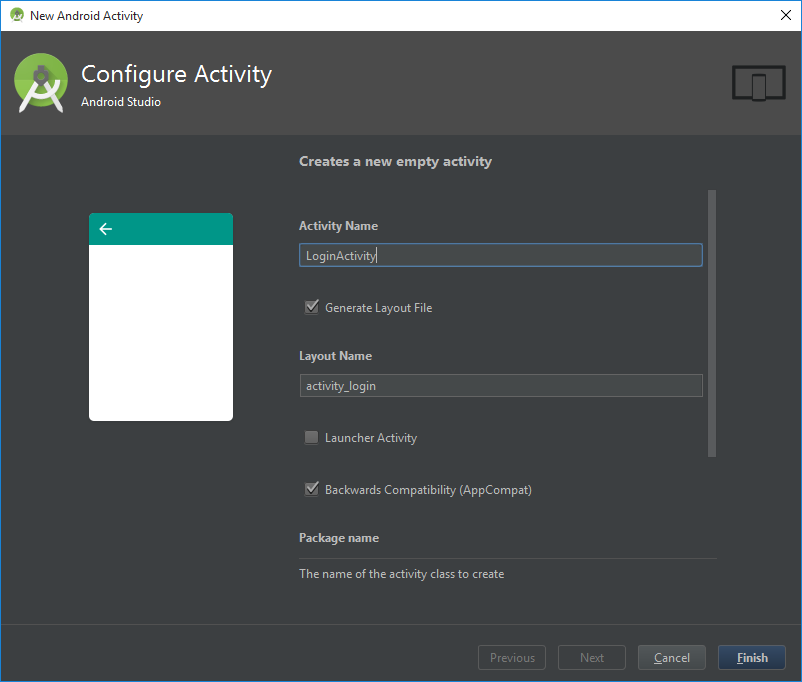 New Android Activity
Configure Activity
Android Studio
Creates a new empty activity
Activity Name
LoginActivity
Generate Layout File
Layout Name
activity_login
Launcher Activity
Backwards Compatibility (AppCompat)
Package name
The name of the activity class to create
Previous Next Cancel Finish